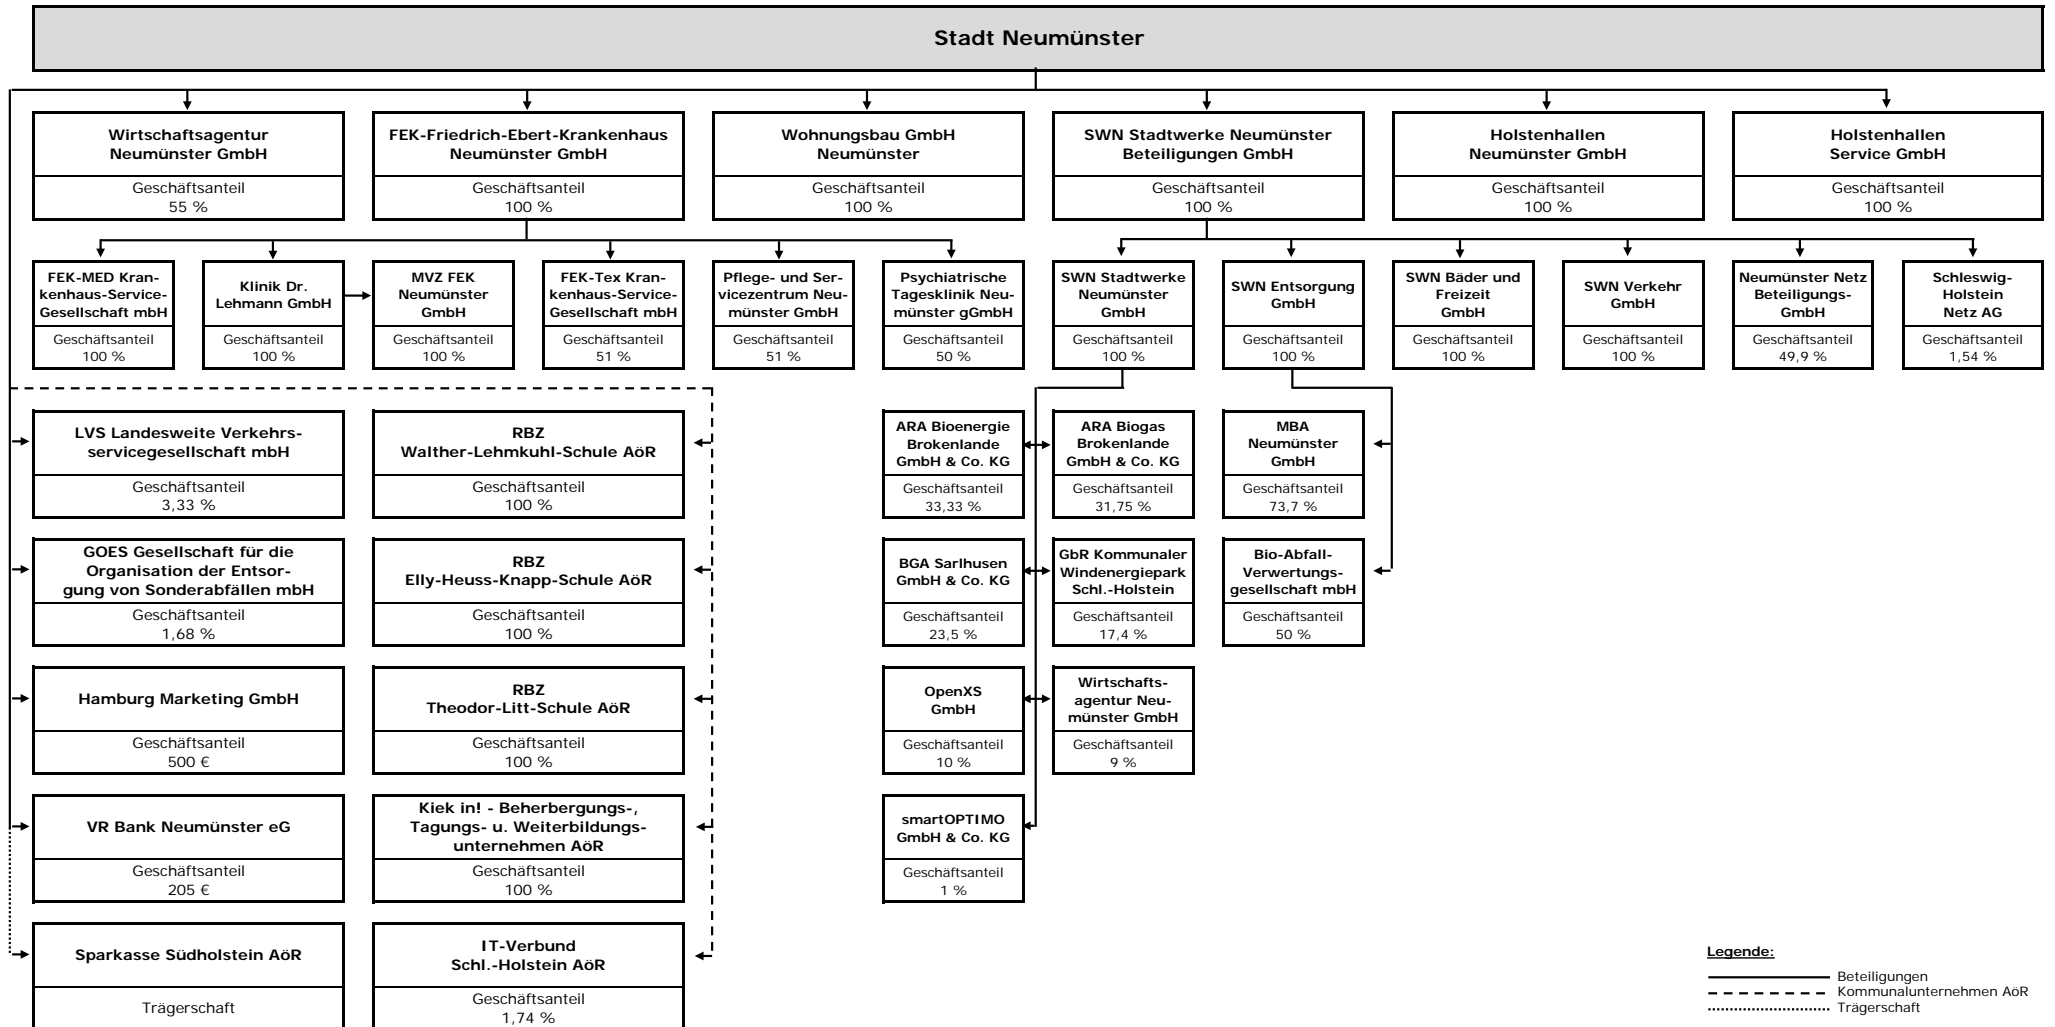 Stadt Neumünster
Wirtschaftsagentur
Neumünster GmbH
Geschäftsanteil
55 %
FEK-Friedrich-Ebert-Krankenhaus
Neumünster GmbH
Geschäftsanteil
100 %
Wohnungsbau GmbH
Neumünster
Geschäftsanteil
100 %
SWN Stadtwerke Neumünster
Beteiligungen GmbH
Geschäftsanteil
100 %
Holstenhallen
Neumünster GmbH
Geschäftsanteil
100 %
Holstenhallen
Service GmbH
Geschäftsanteil
100 %
FEK-MED Kran-
kenhaus-Service-
Gesellschaft mbH
Geschäftsanteil
100 %
Klinik Dr.
Lehmann GmbH
Geschäftsanteil
100 %
MVZ FEK
Neumünster
GmbH
Geschäftsanteil
100 %
FEK-Tex Kran-
kenhaus-Service-
Gesellschaft mbH
Geschäftsanteil
51 %
Pflege- und Ser-
vicezentrum Neu-
münster GmbH
Geschäftsanteil
51 %
Psychiatrische
Tagesklinik Neu-
münster gGmbH
Geschäftsanteil
50 %
SWN Stadtwerke
Neumünster
GmbH
Geschäftsanteil
100 %
SWN Entsorgung
GmbH
Geschäftsanteil
100 %
SWN Bäder und
Freizeit
GmbH
Geschäftsanteil
100 %
SWN Verkehr
GmbH
Geschäftsanteil
100 %
Neumünster Netz
Beteiligungs-
GmbH
Geschäftsanteil
49,9 %
Schleswig-
Holstein
Netz AG
Geschäftsanteil
1,54 %
LVS Landesweite Verkehrs-
servicegesellschaft mbH
Geschäftsanteil
3,33 %
RBZ
Walther-Lehmkuhl-Schule AöR
Geschäftsanteil
100 %
ARA Bioenergie
Brokenlande
GmbH & Co. KG
Geschäftsanteil
33,33 %
ARA Biogas
Brokenlande
GmbH & Co. KG
Geschäftsanteil
31,75 %
MBA
Neumünster
GmbH
Geschäftsanteil
73,7 %
GOES Gesellschaft für die
Organisation der Entsor-
gung von Sonderabfällen mbH
Geschäftsanteil
1,68 %
RBZ
Elly-Heuss-Knapp-Schule AöR
Geschäftsanteil
100 %
BGA Sarlhusen
GmbH & Co. KG
Geschäftsanteil
23,5 %
GbR Kommunaler
Windenergiepark
Schl.-Holstein
Geschäftsanteil
17,4 %
Bio-Abfall-
Verwertungs-
gesellschaft mbH
Geschäftsanteil
50 %
Hamburg Marketing GmbH
Geschäftsanteil
500 €
RBZ
Theodor-Litt-Schule AöR
Geschäftsanteil
100 %
OpenXS
GmbH
Geschäftsanteil
10 %
Wirtschafts-
agentur Neu-
münster GmbH
Geschäftsanteil
9 %
VR Bank Neumünster eG
Geschäftsanteil
205 €
Kiek in! - Beherbergungs-,
Tagungs- u. Weiterbildungs-
unternehmen AöR
Geschäftsanteil
100 %
smartOPTIMO
GmbH & Co. KG
Geschäftsanteil
1 %
Sparkasse Südholstein AöR
Trägerschaft
IT-Verbund
Schl.-Holstein AöR
Geschäftsanteil
1,74 %
Legende:
Beteiligungen
Kommunalunternehmen AöR
Trägerschaft